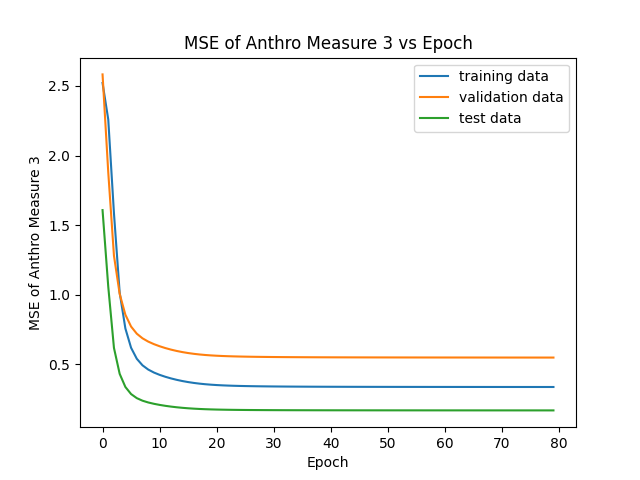 MSE of Anthro Measure 3 vs Epoch
training data
validation data
test data
MSE of Anthro Measure 3
2.5
2.0
1.5
1.0
0.5
0 10 20 30 40 50 60 70 80
Epoch